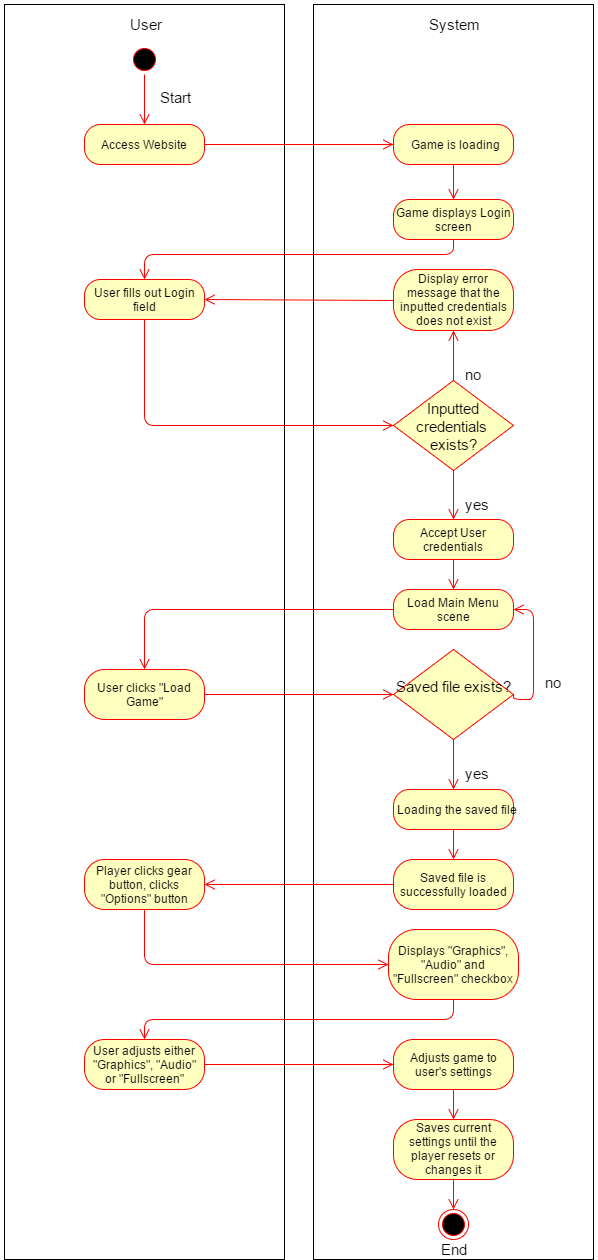 User
System
Start
Access Website
Game is loading
Game displays Login
screen
User fills out Login
field
Display error
message that the
inputted credentials
does not exist
no
Inputted
credentials
exists?
yes
Accept User
credentials
Load Main Menu
scene
User clicks "Load
Game"
Saved file exists?
no
yes
Loading the saved file
Player clicks gear
button, clicks
"Options" button
Saved file is
successfully loaded
Displays "Graphics",
"Audio" and
"Fullscreen" checkbox
User adjusts either
"Graphics", "Audio"
or "Fullscreen"
Adjusts game to
user's settings
Saves current
settings until the
player resets or
changes it
End